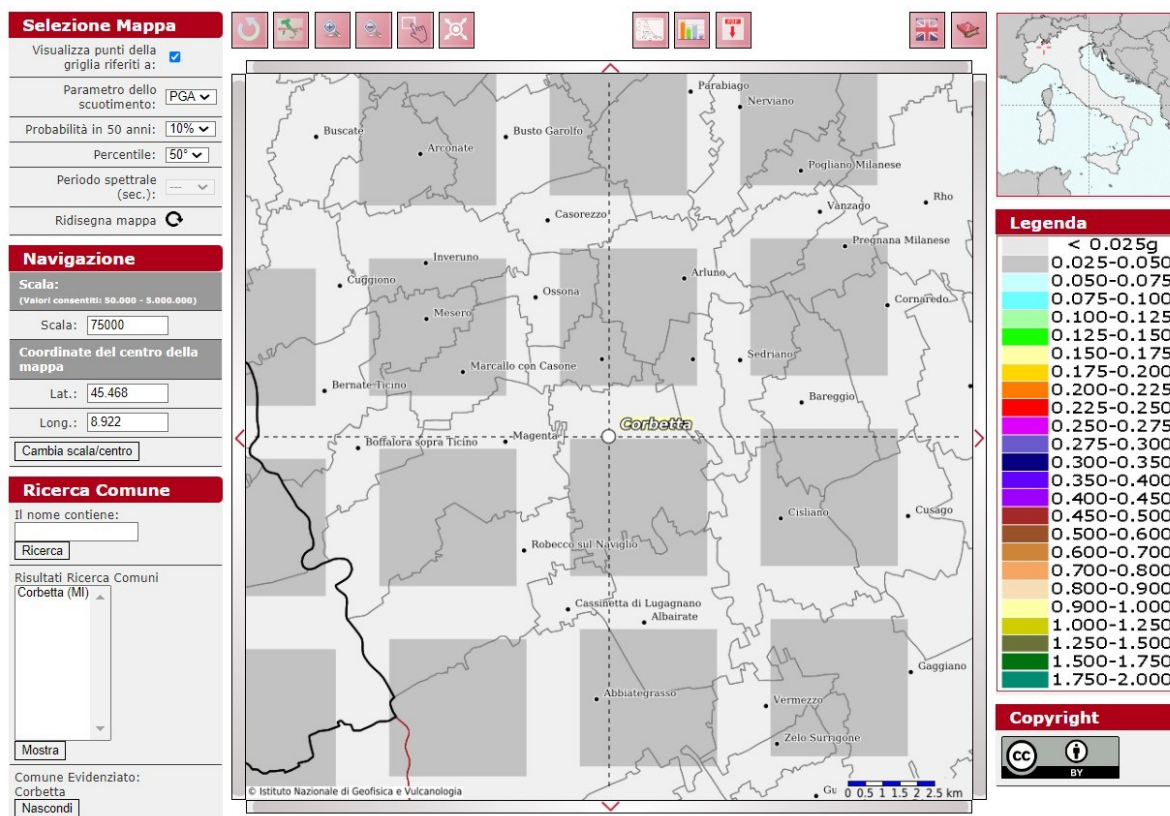 Selezione Mappa
Visualizza punti della
griglia riferiti a:
Parametro dello
scuotimento: PGA
Probabilità in 50 anni: 10%
Percentile: 50°
Periodo spettrale
(sec.): ---
Ridisegna mappa
Navigazione
Scala:
(Valori consentiti: 50.000 - 5.000.000)
Scala: 75000
Coordinate del centro della
mappa
Lat.: 45.468
Long.: 8.922
Cambia scala/centro
Ricerca Comune
Il nome contiene:
Ricerca
Risultati Ricerca Comuni
Corbetta (MI)
Mostra
Comune Evidenziato:
Corbetta
Nascondi
PDF
Parabiago
Nerviano
Buscate
Busto Garolfo
Arconate
Pogliano Milanese
Rho
Casorezzo
Vanzago
Pregnana Milanese
Inveruno
Arluno
Cuggiono
Ossona
Cornaredo
Mesero
Sedriano
Marcallo con Casone
Bernate Ticino
Bareggio
Corbetta
Boffalora sopra Ticino
Magenta
Cisliano
Cusago
Robecco sul Naviglio
Cassinetta di Lugagnano
Albairate
Gaggiano
Abbiategrasso
Vermezzo
Zelo Surrigone
Gu
0 0.5 1 1.5 2 2.5 km
© Istituto Nazionale di Geofisica e Vulcanologia
Legenda
< 0.025g
0.025-0.050
0.050-0.075
0.075-0.100
0.100-0.125
0.125-0.150
0.150-0.175
0.175-0.200
0.200-0.225
0.225-0.250
0.250-0.275
0.275-0.300
0.300-0.350
0.350-0.400
0.400-0.450
0.450-0.500
0.500-0.600
0.600-0.700
0.700-0.800
0.800-0.900
0.900-1.000
1.000-1.250
1.250-1.500
1.500-1.750
1.750-2.000
Copyright
cc
BY